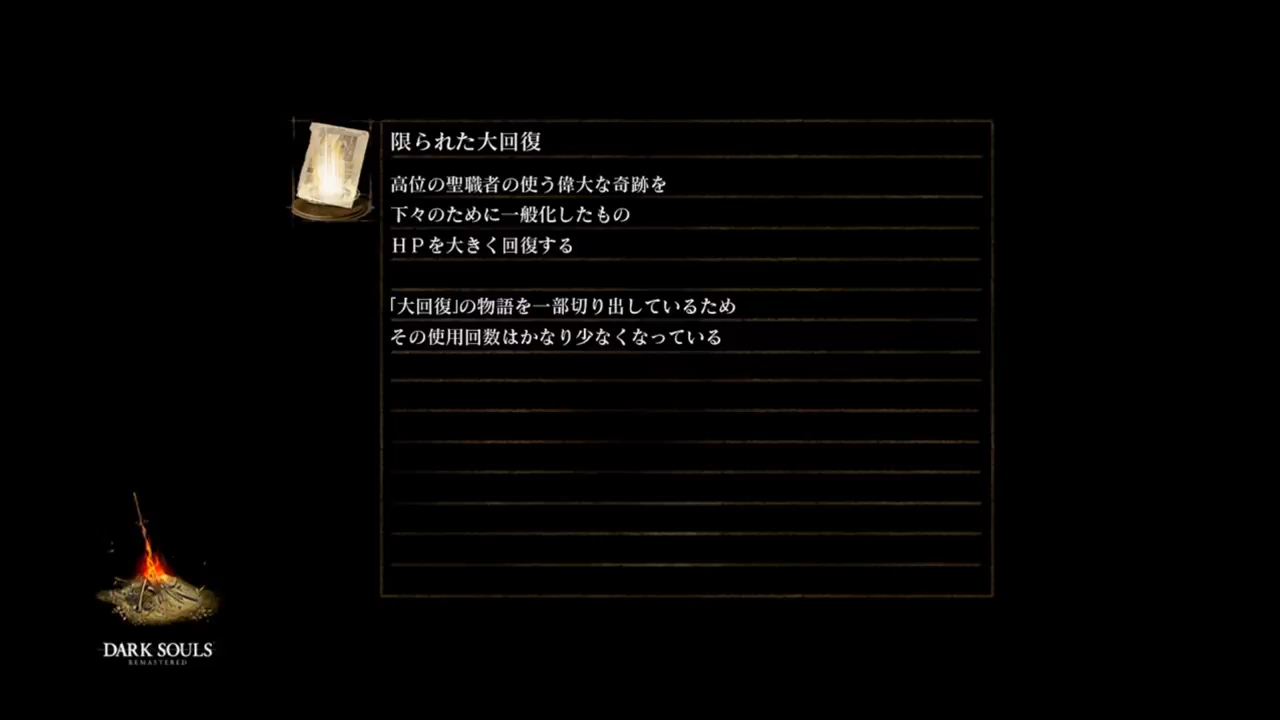 限られた大回復
高位の聖職者の使う偉大な奇跡を
下々のために一般化したもの
ＨＰを大きく回復する
「大回復」の物語を一部切り出しているため
その使用回数はかなり少なくなっている
DARK SOULS
REMASTERED